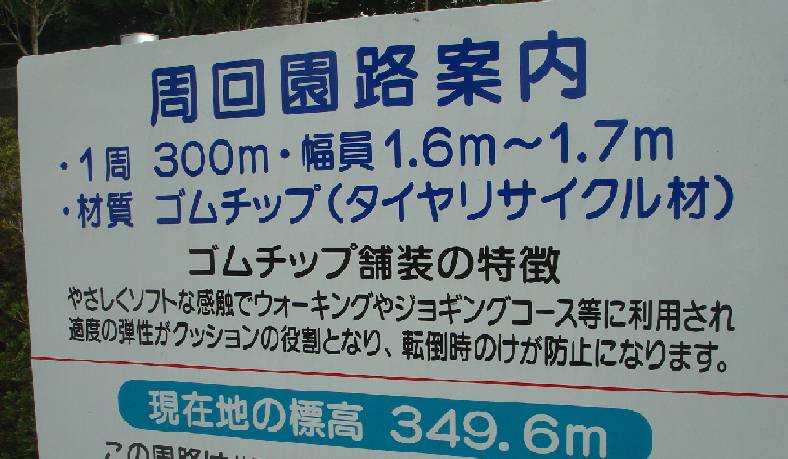 周回園路案内
・1周 300m・幅員1.6m〜1.7m
・材質 ゴムチップ(タイヤリサイクル材)
ゴムチップ舗装の特徴
やさしくソフトな感触でウォーキングやジョギングコース等に利用され
適度の弾性がクッションの役割となり、転倒時のけが防止になります。
現在地の標高 349.6m
この園路は